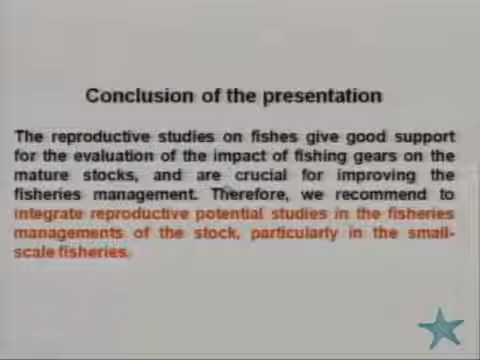 Conclusion of the presentation
The reproductive studies on fishes give good support
for the evaluation of the impact of fishing gears on the
mature stocks, and are crucial for improving the
fisheries management. Therefore, we recommend to
integrate reproductive potential studies in the fisheries
managements of the stock, particularly in the small-
scale fisheries.